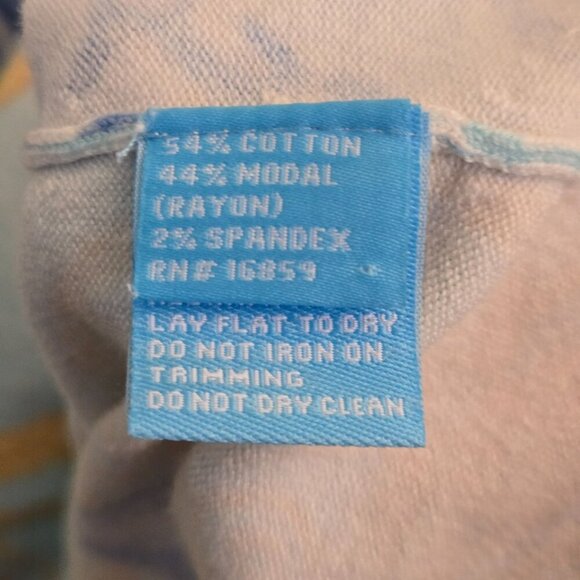 54% COTTON
44% MODAL
(RAYON)
2% SPANDEX
RN# 16859
LAY FLAT TO DRY
DO NOT IRON ON
TRIMMING
DO NOT DRY CLEAN